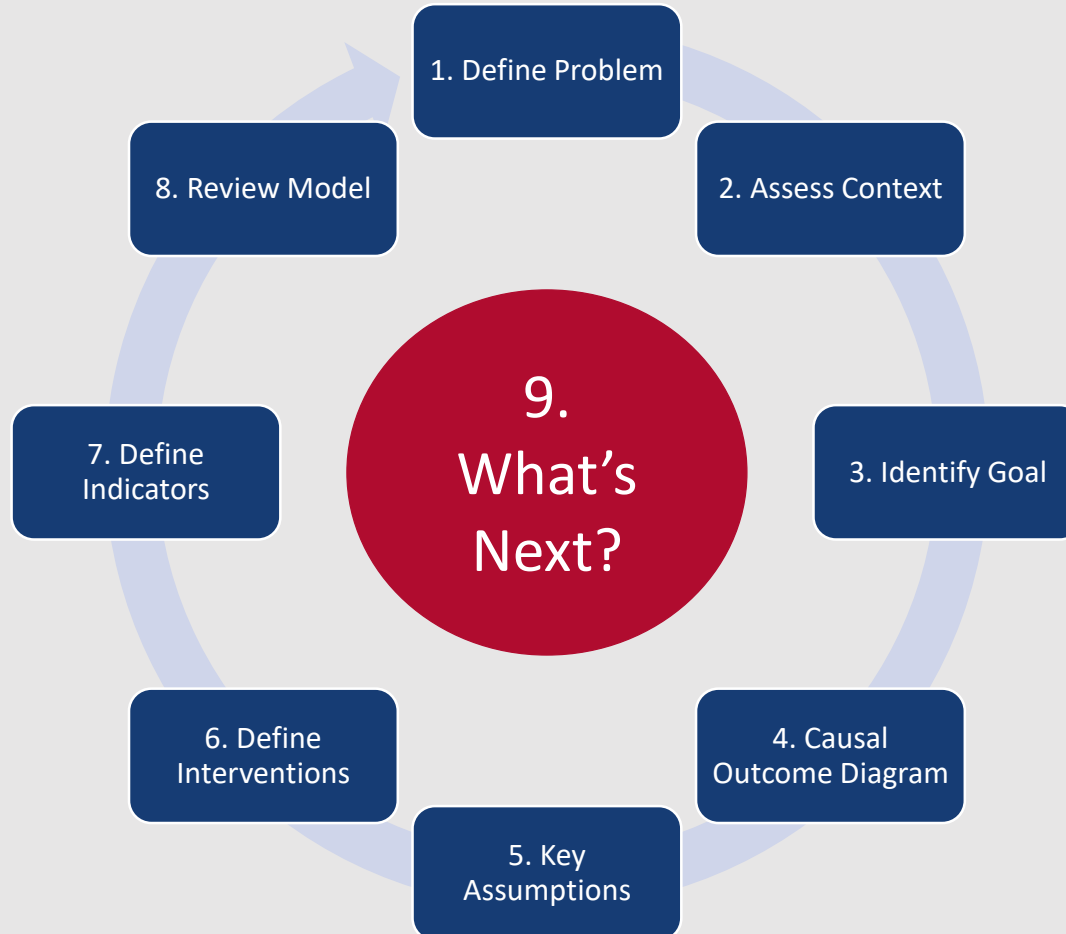 1. Define Problem
2. Assess Context
3. Identify Goal
4. Causal
Outcome Diagram
5. Key
Assumptions
6. Define
Interventions
7. Define
Indicators
8. Review Model
9.
What’s
Next?